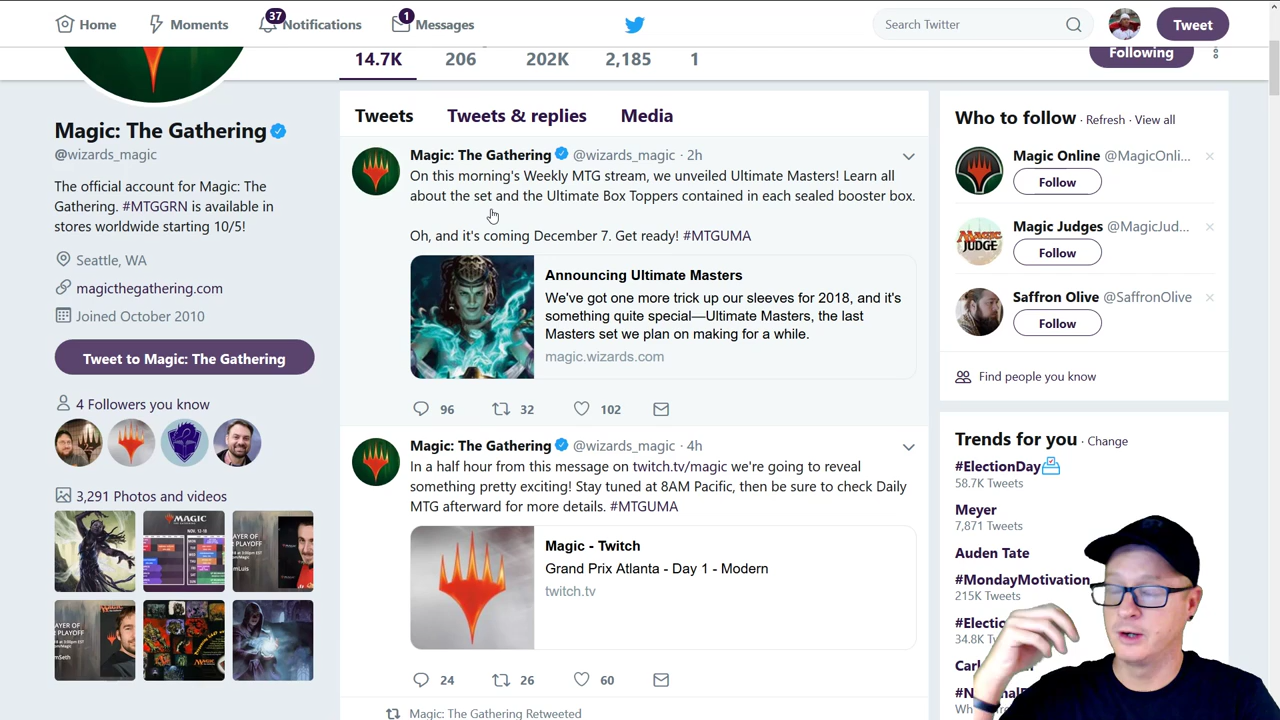 Home
Moments
37
Notifications
1
Messages
Search Twitter
Tweet
14.7K
206
202K
2,185
1
Following
Magic: The Gathering
@wizards_magic
The official account for Magic: The
Gathering. #MTGGRN is available in
stores worldwide starting 10/5!
Seattle, WA
magicthegathering.com
Joined October 2010
Tweet to Magic: The Gathering
4 Followers you know
3,291 Photos and videos
MAGIC
Tweets
Tweets & replies
Media
Magic: The Gathering @wizards_magic · 2h
On this morning's Weekly MTG stream, we unveiled Ultimate Masters! Learn all
about the set and the Ultimate Box Toppers contained in each sealed booster box.
Oh, and it's coming December 7. Get ready! #MTGUMA
Announcing Ultimate Masters
We've got one more trick up our sleeves for 2018, and it's
something quite special—Ultimate Masters, the last
Masters set we plan on making for a while.
magic.wizards.com
96
32
102
Magic: The Gathering @wizards_magic · 4h
In a half hour from this message on twitch.tv/magic we're going to reveal
something pretty exciting! Stay tuned at 8AM Pacific, then be sure to check Daily
MTG afterward for more details. #MTGUMA
Magic - Twitch
Grand Prix Atlanta - Day 1 - Modern
twitch.tv
24
26
60
Magic: The Gathering Retweeted
Who to follow · Refresh · View all
Magic Online @MagicOnli...
Follow
MAGIC JUDGE
Magic Judges @MagicJud...
Follow
Saffron Olive @SaffronOlive
Follow
Find people you know
Trends for you · Change
#ElectionDay
58.7K Tweets
Meyer
7,871 Tweets
Auden Tate
#MondayMotivation
215K Tweets
#Electio
34.8K Tweets